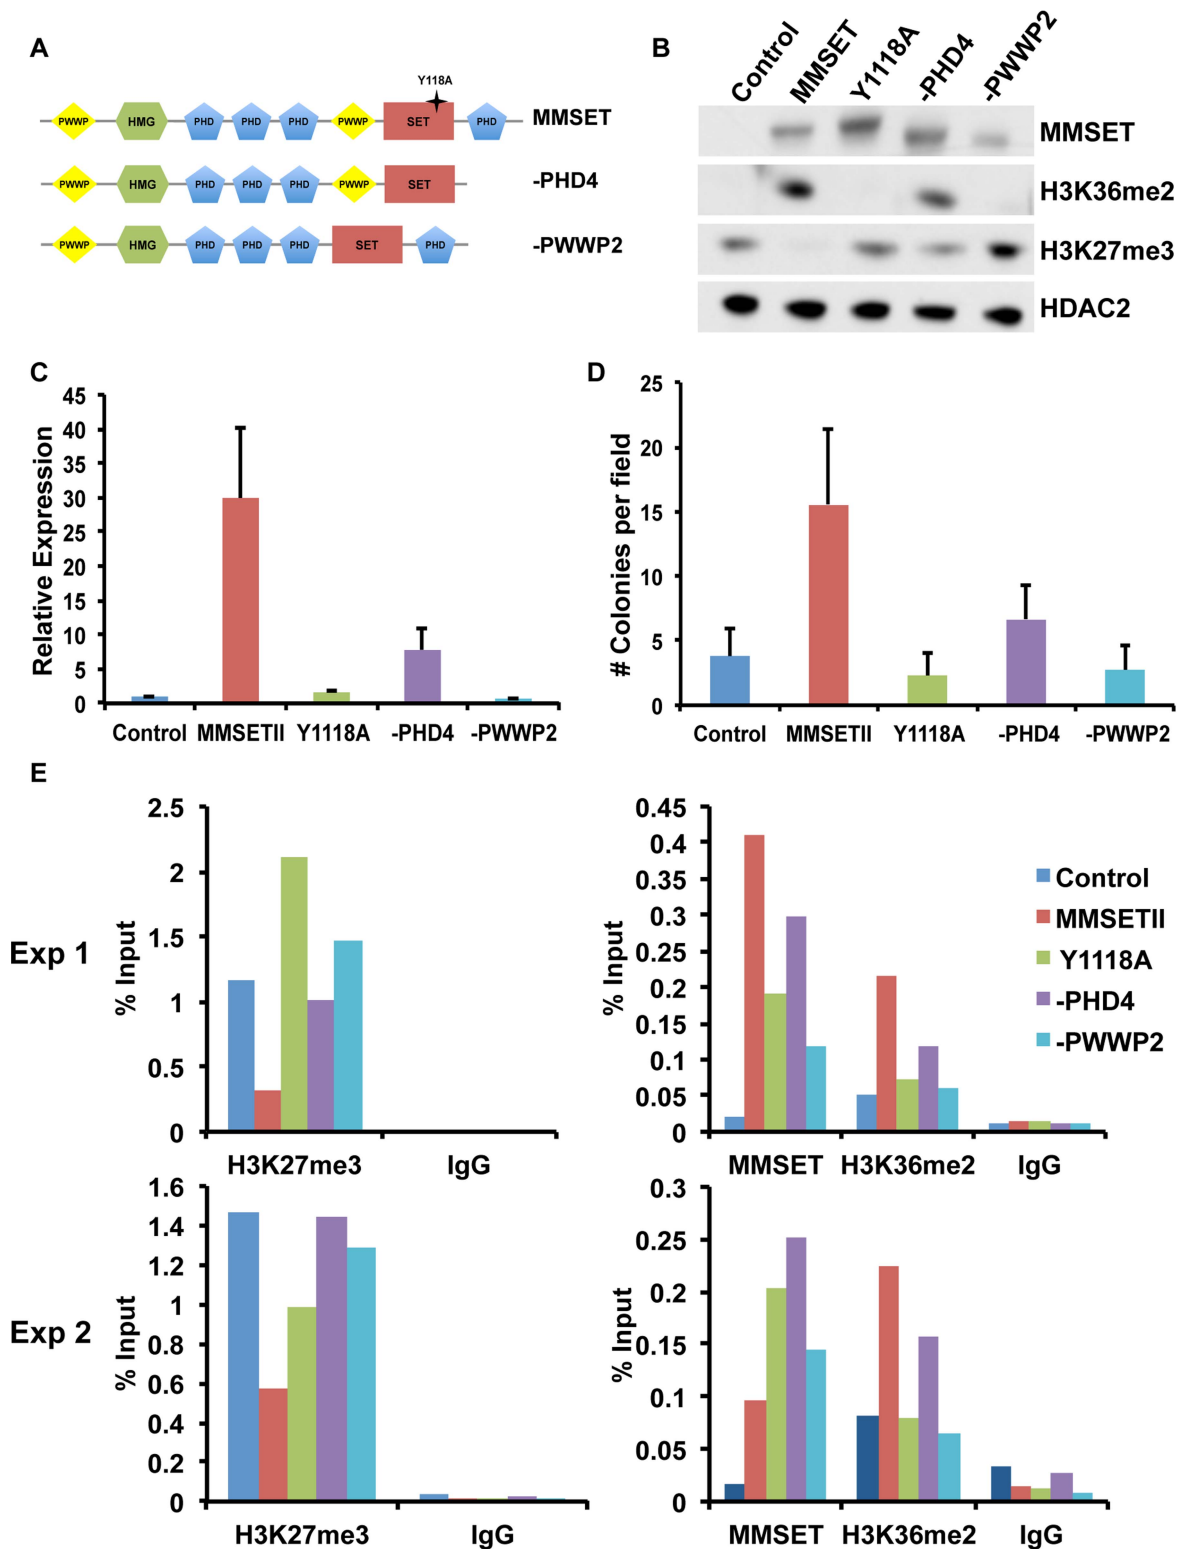 A
Y118A
PWWP HMG PHD PHD PHD PWWP SET PHD MMSET
PWWP HMG PHD PHD PHD PWWP SET -PHD4
PWWP HMG PHD PHD PHD SET PHD -PWWP2
B
Control MMSET Y1118A -PHD4 -PWWP2
MMSET
H3K36me2
H3K27me3
HDAC2
C
Relative Expression
45
40
35
30
25
20
15
10
5
0
Control MMSETII Y1118A -PHD4 -PWWP2
D
# Colonies per field
25
20
15
10
5
0
Control MMSETII Y1118A -PHD4 -PWWP2
E
Exp 1
% Input
2.5
2
1.5
1
0.5
0
H3K27me3 IgG
% Input
0.45
0.4
0.35
0.3
0.25
0.2
0.15
0.1
0.05
0
MMSET H3K36me2 IgG
Control
MMSETII
Y1118A
-PHD4
-PWWP2
Exp 2
% Input
1.6
1.4
1.2
1
0.8
0.6
0.4
0.2
0
H3K27me3 IgG
% Input
0.3
0.25
0.2
0.15
0.1
0.05
0
MMSET H3K36me2 IgG